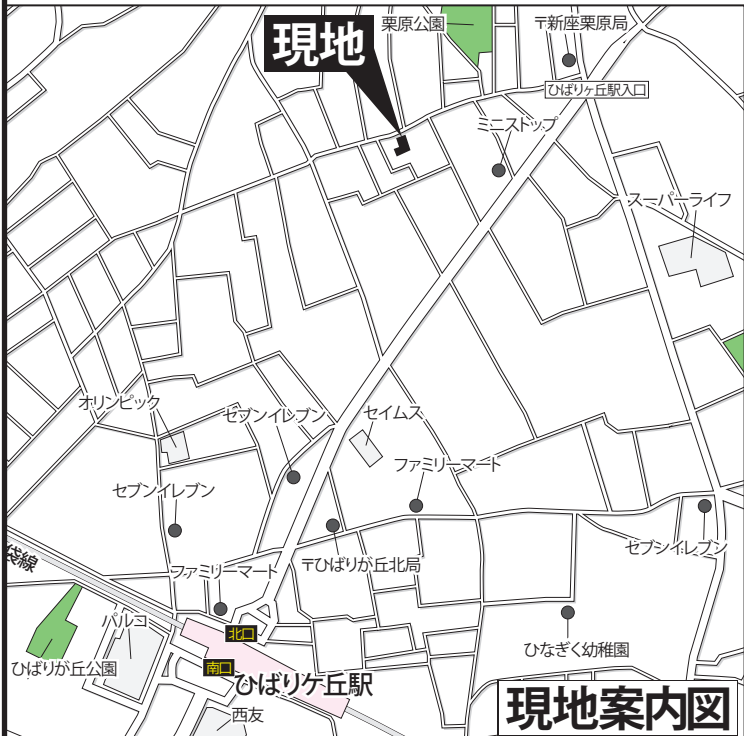 栗原公園
〒新座栗原局
現地
ひばりヶ丘駅入口
ミニストップ
スーパーライフ
オリンピック
セブンイレブン
セイムス
ファミリーマート
セブンイレブン
セブンイレブン
袋線
ファミリーマート
〒ひばりが丘北局
パルコ
北口
ひなぎく幼稚園
ひばりが丘公園
南口
ひばりケ丘駅
西友
現地案内図